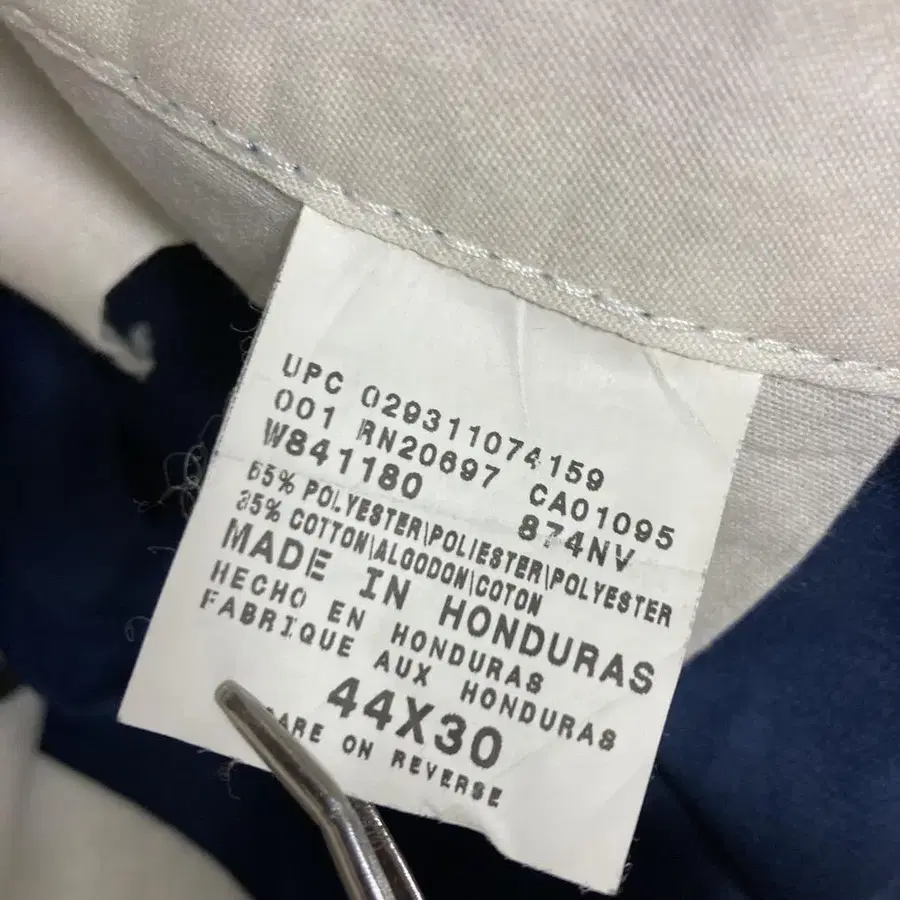 UPC 029311074159
001 RN20697 CA01095
W841180 874NV
65% POLYESTER\POLIESTER\POLYESTER
35% COTTON\ALGODON\COTON
MADE IN HONDURAS
HECHO EN HONDURAS
FABRIQUE AUX HONDURAS
44X30
CARE ON REVERSE